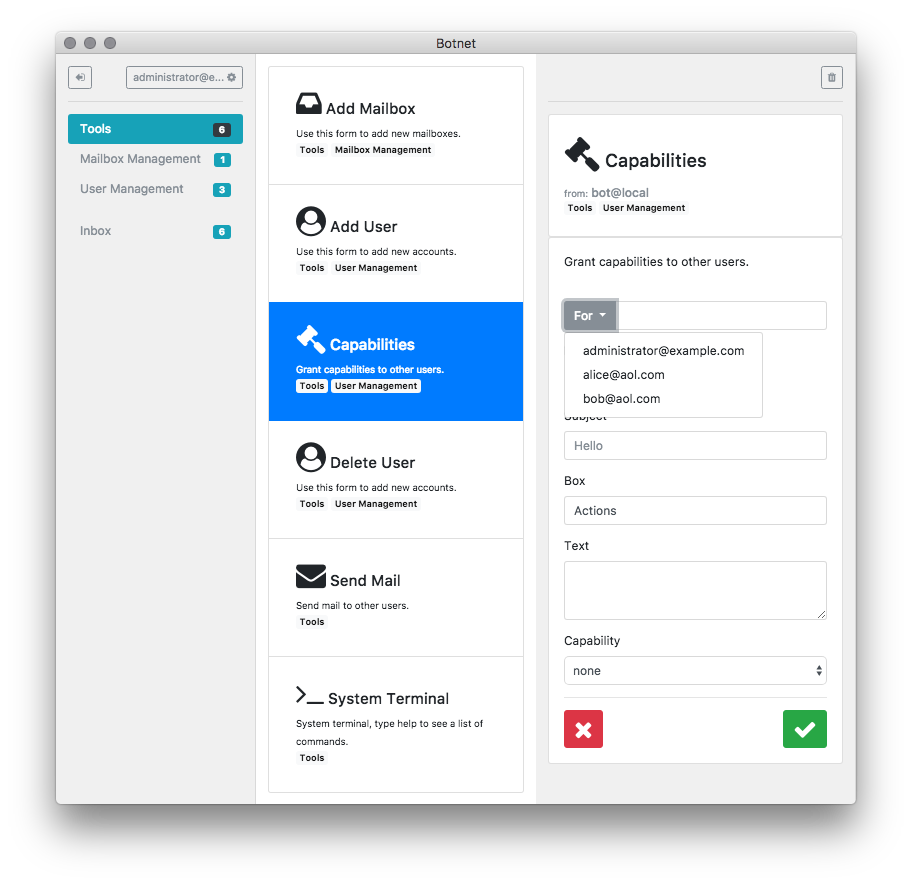 Botnet
administrator@e...
Tools 6
Mailbox Management 1
User Management 3
Inbox 6
Add Mailbox
Use this form to add new mailboxes.
Tools Mailbox Management
Add User
Use this form to add new accounts.
Tools User Management
Capabilities
Grant capabilities to other users.
Tools User Management
Delete User
Use this form to add new accounts.
Tools User Management
Send Mail
Send mail to other users.
Tools
System Terminal
System terminal, type help to see a list of
commands.
Tools
Capabilities
from: bot@local
Tools User Management
Grant capabilities to other users.
For
administrator@example.com
alice@aol.com
bob@aol.com
Subject
Hello
Box
Actions
Text
Capability
none